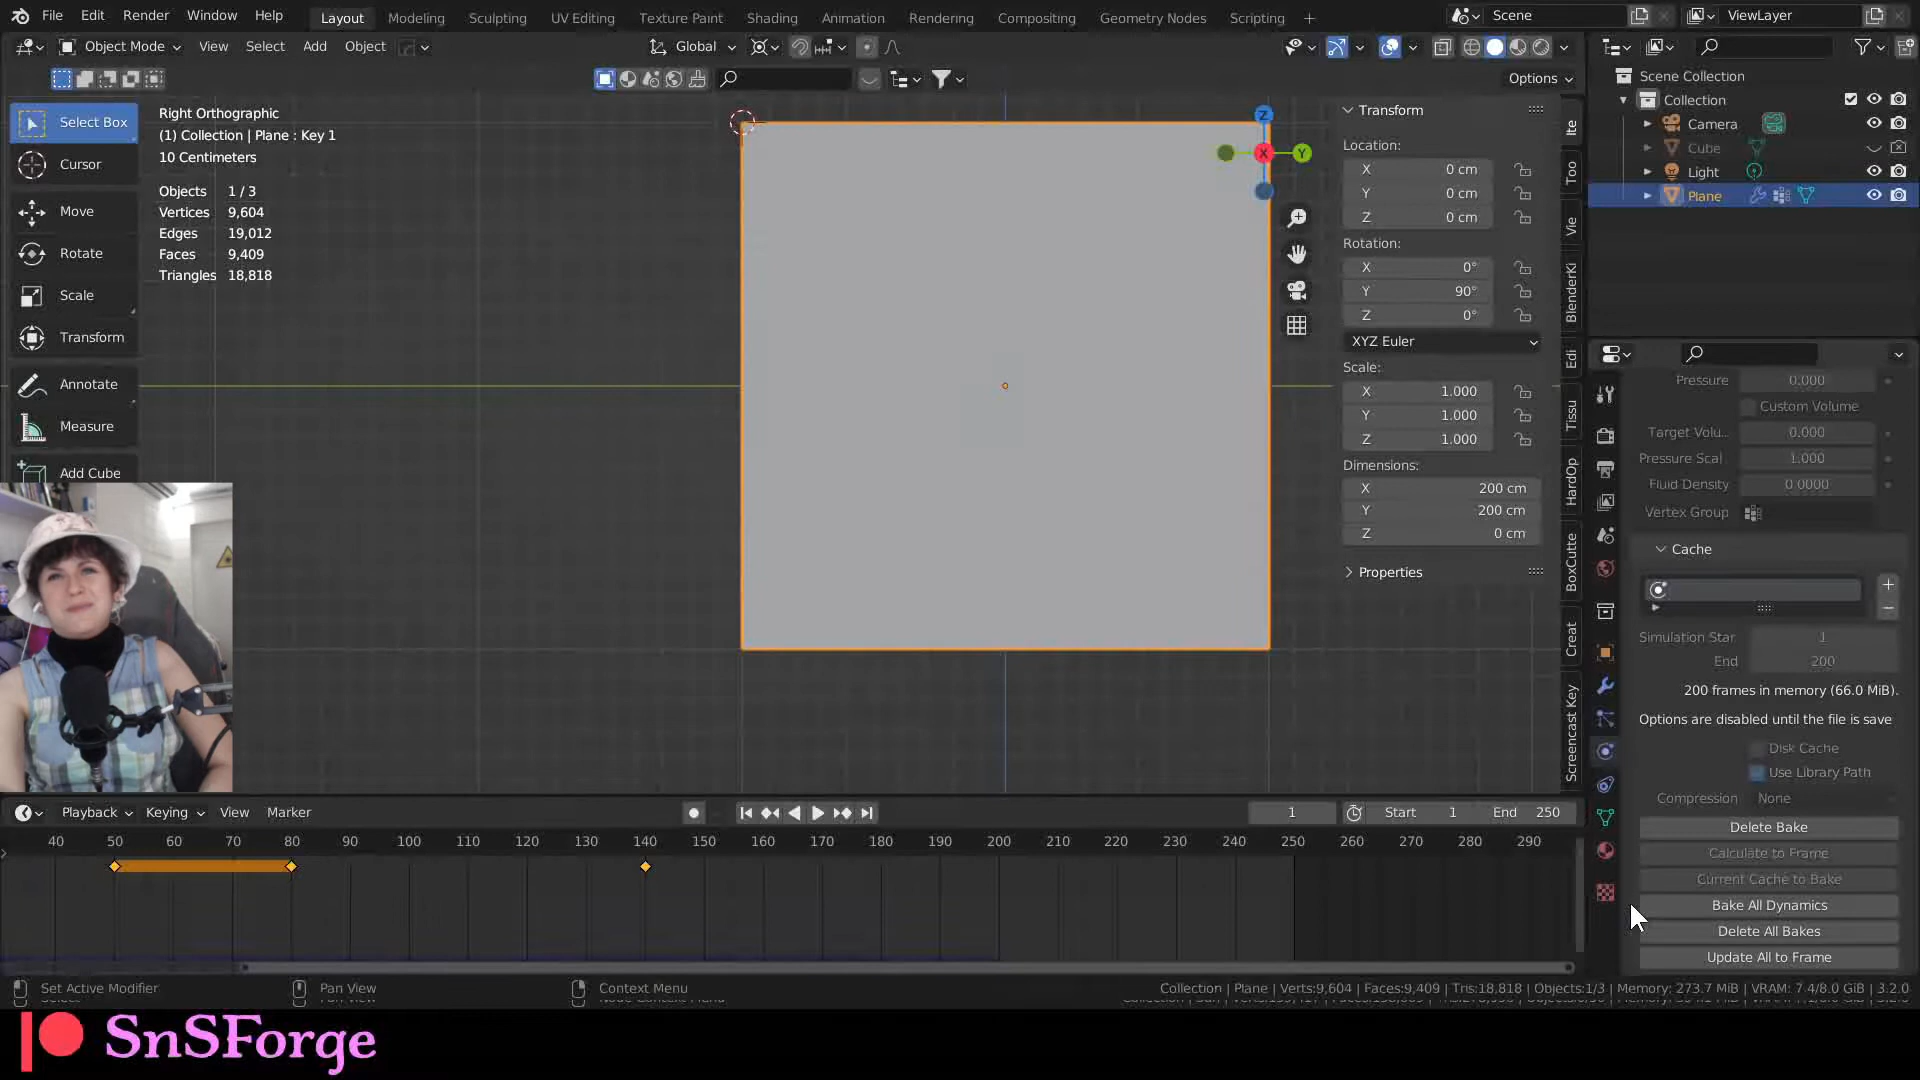 File Edit Render Window Help
Layout Modeling Sculpting UV Editing Texture Paint Shading Animation Rendering Compositing Geometry Nodes Scripting +
Scene
ViewLayer
Object Mode View Select Add Object
Global
Options
Select Box
Cursor
Move
Rotate
Scale
Transform
Annotate
Measure
Add Cube
Right Orthographic
(1) Collection | Plane : Key 1
10 Centimeters
Objects 1 / 3
Vertices 9,604
Edges 19,012
Faces 9,409
Triangles 18,818
Z
X
Y
Transform
Location:
X 0 cm
Y 0 cm
Z 0 cm
Rotation:
X 0°
Y 90°
Z 0°
XYZ Euler
Scale:
X 1.000
Y 1.000
Z 1.000
Dimensions:
X 200 cm
Y 200 cm
Z 0 cm
Properties
Ite
Too
Vie
BlenderKi
Edi
Tissu
HardOp
BoxCutte
Creat
Screencast Key
Scene Collection
Collection
Camera
Cube
Light
Plane
Pressure 0.000
Custom Volume
Target Volu.. 0.000
Pressure Scal 1.000
Fluid Density 0.0000
Vertex Group
Cache
Simulation Star 1
End 200
200 frames in memory (66.0 MiB).
Options are disabled until the file is save
Disk Cache
Use Library Path
Compression None
Delete Bake
Calculate to Frame
Current Cache to Bake
Bake All Dynamics
Delete All Bakes
Update All to Frame
Playback Keying View Marker
1 Start 1 End 250
40 50 60 70 80 90 100 110 120 130 140 150 160 170 180 190 200 210 220 230 240 250 260 270 280 290
Set Active Modifier Pan View Context Menu
Collection | Plane | Verts:9,604 | Faces:9,409 | Tris:18,818 | Objects:1/3 | Memory: 273.7 MiB | VRAM: 7.4/8.0 GiB | 3.2.0
SnSForge